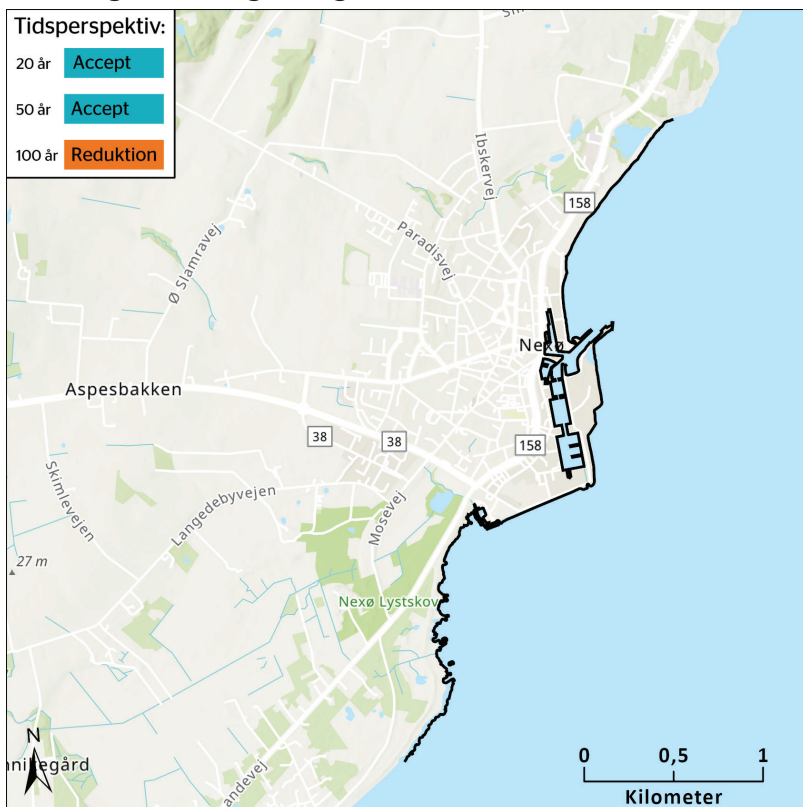 Tidsperspektiv:
20 år Accept
50 år Accept
100 år Reduktion
Ibskervej
158
Paradisvej
Ø Slamravej
Nexø
Aspesbakken
38
38
158
Skimlevejen
Langedebyvejen
Mosevej
27 m
Nexø Lystskov
N
0 0,5 1
Kilometer